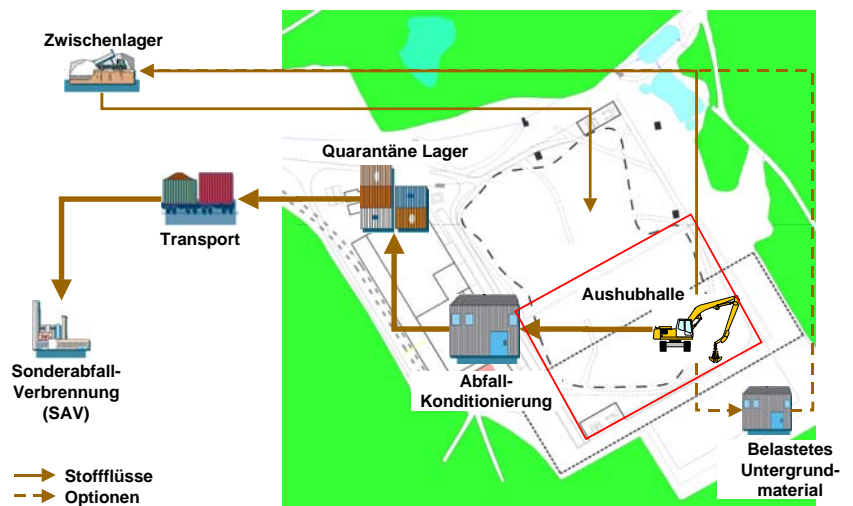 Zwischenlager
Quarantäne Lager
Transport
Aushubhalle
Sonderabfall-
Verbrennung
(SAV)
Abfall-
Konditionierung
Belastetes
Untergrund-
material
Stoffflüsse
Optionen